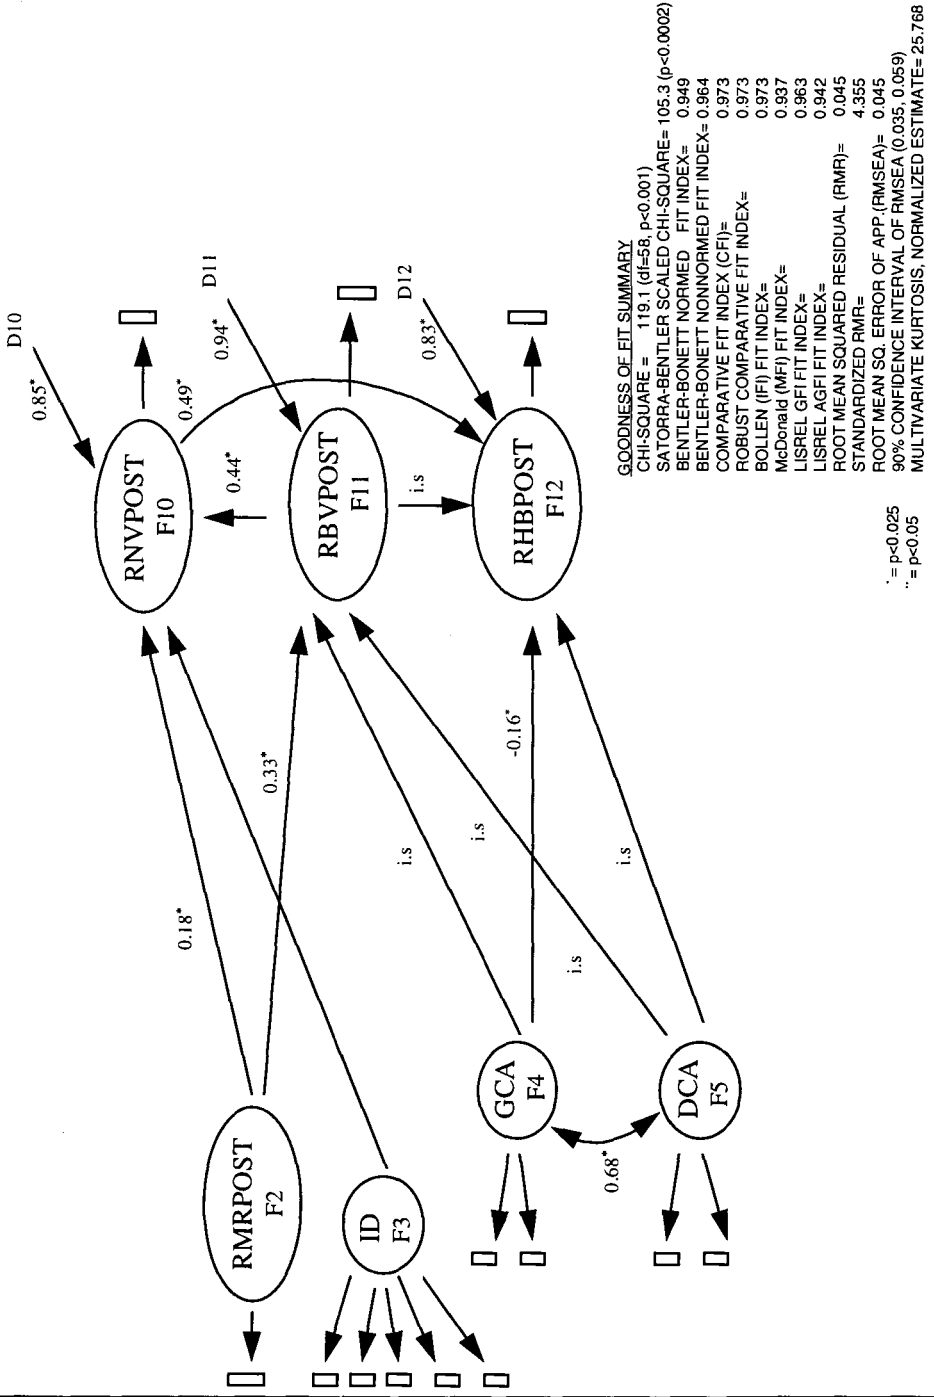 D10
0.85*
RNVPOST
F10
0.49*
D11
0.94*
0.44*
RBVPOST
F11
i.s
D12
0.83*
RHBPOST
F12
0.18*
0.33*
i.s
i.s
-0.16*
i.s
i.s
RMRPOST
F2
ID
F3
GCA
F4
0.68*
DCA
F5
GOODNESS OF FIT SUMMARY
CHI-SQUARE = 119.1 (df=58, p<0.001)
SATORRA-BENTLER SCALED CHI-SQUARE= 105.3 (p<0.0002)
BENTLER-BONETT NORMED FIT INDEX= 0.949
BENTLER-BONETT NONNORMED FIT INDEX= 0.964
COMPARATIVE FIT INDEX (CFI)= 0.973
ROBUST COMPARATIVE FIT INDEX= 0.973
BOLLEN (IFI) FIT INDEX= 0.973
McDonald (MFI) FIT INDEX= 0.937
LISREL GFI FIT INDEX= 0.963
LISREL AGFI FIT INDEX= 0.942
ROOT MEAN SQUARED RESIDUAL (RMR)= 0.045
STANDARDIZED RMR= 4.355
ROOT MEAN SQ. ERROR OF APP.(RMSEA)= 0.045
90% CONFIDENCE INTERVAL OF RMSEA (0.035, 0.059)
MULTIVARIATE KURTOSIS, NORMALIZED ESTIMATE= 25.768
* = p<0.025
** = p<0.05